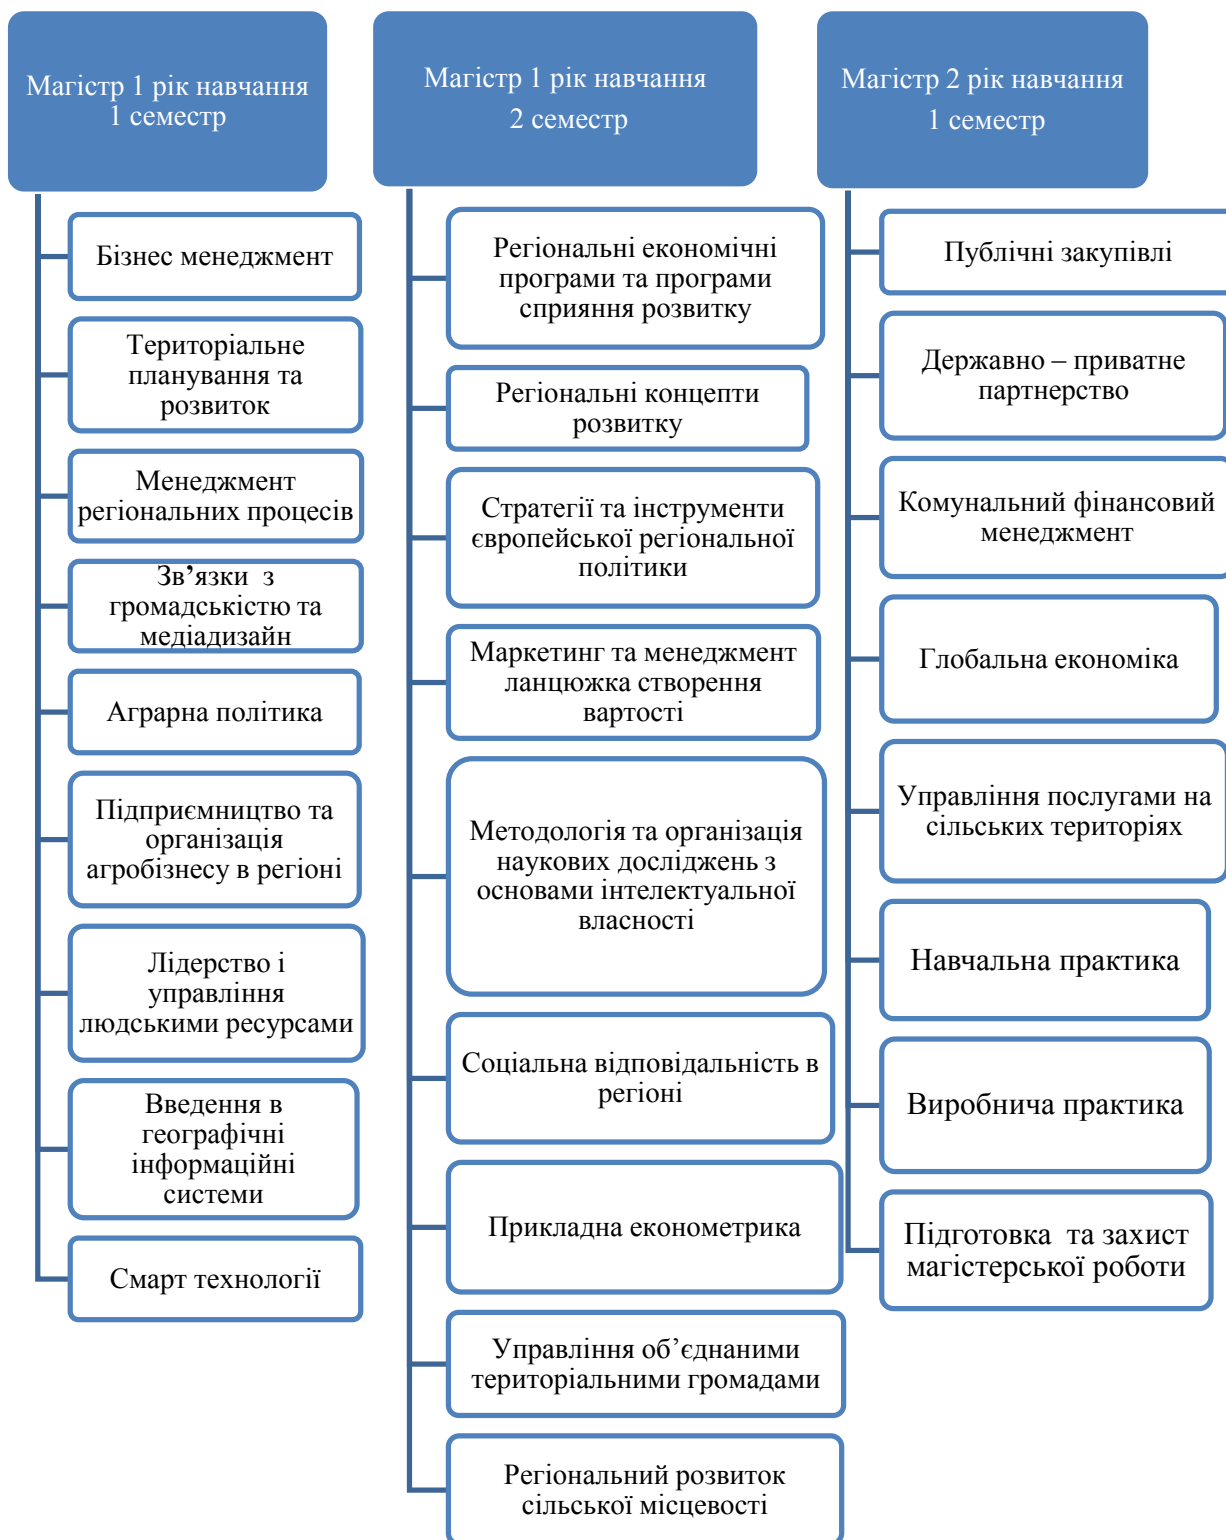 Магістр 1 рік навчання
1 семестр
Бізнес менеджмент
Територіальне
планування та
розвиток
Менеджмент
регіональних процесів
Зв’язки  з
громадськістю та
медіадизайн
Аграрна політика
Підприємництво та
організація
агробізнесу в регіоні
Лідерство і
управління
людськими ресурсами
Введення в
географічні
інформаційні
системи
Смарт технології
Магістр 1 рік навчання
2 семестр
Регіональні економічні
програми та програми
сприяння розвитку
Регіональні концепти
розвитку
Стратегії та інструменти
європейської регіональної
політики
Маркетинг та менеджмент
ланцюжка створення
вартості
Методологія та організація
наукових досліджень з
основами інтелектуальної
власності
Соціальна відповідальність в
регіоні
Прикладна економетрика
Управління об’єднаними
територіальними громадами
Регіональний розвиток
сільської місцевості
Магістр 2 рік навчання
1 семестр
Публічні закупівлі
Державно – приватне
партнерство
Комунальний фінансовий
менеджмент
Глобальна економіка
Управління послугами на
сільських територіях
Навчальна практика
Виробнича практика
Підготовка  та захист
магістерської роботи